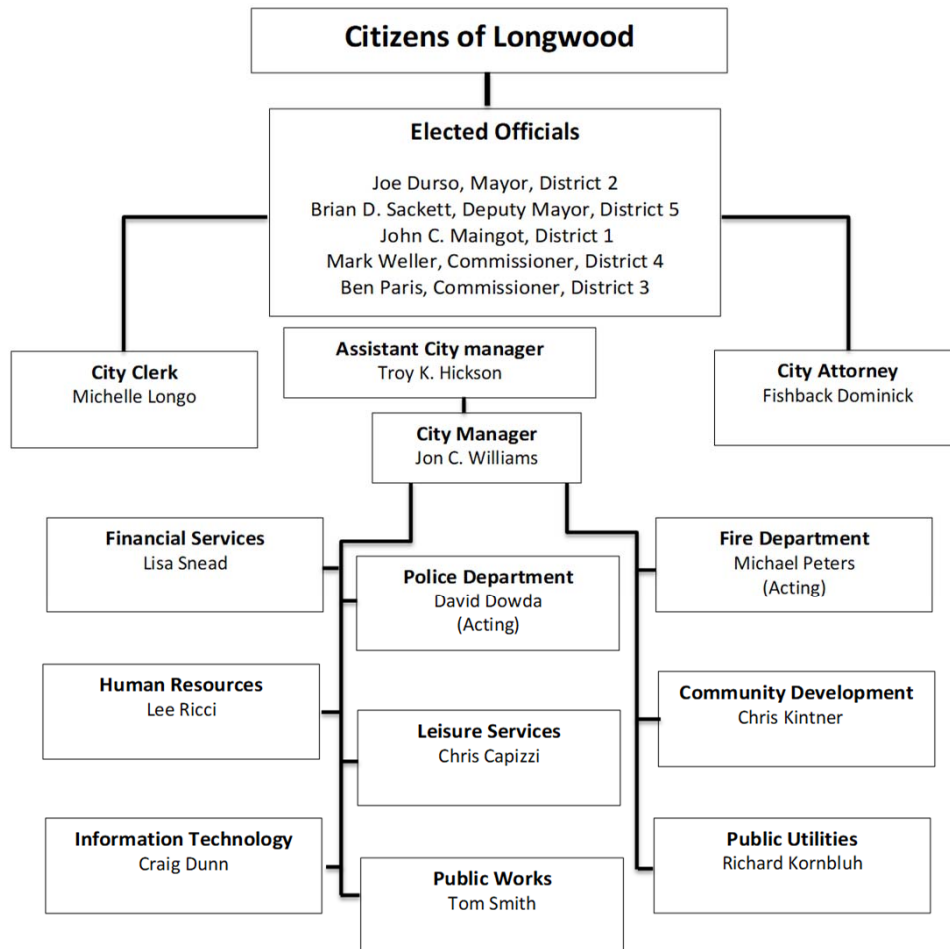 Citizens of Longwood
Elected Officials
Joe Durso, Mayor, District 2
Brian D. Sackett, Deputy Mayor, District 5
John C. Maingot, District 1
Mark Weller, Commissioner, District 4
Ben Paris, Commissioner, District 3
Assistant City manager
Troy K. Hickson
City Clerk
Michelle Longo
City Attorney
Fishback Dominick
City Manager
Jon C. Williams
Financial Services
Lisa Snead
Fire Department
Michael Peters
(Acting)
Police Department
David Dowda
(Acting)
Human Resources
Lee Ricci
Community Development
Chris Kintner
Leisure Services
Chris Capizzi
Information Technology
Craig Dunn
Public Utilities
Richard Kornbluh
Public Works
Tom Smith